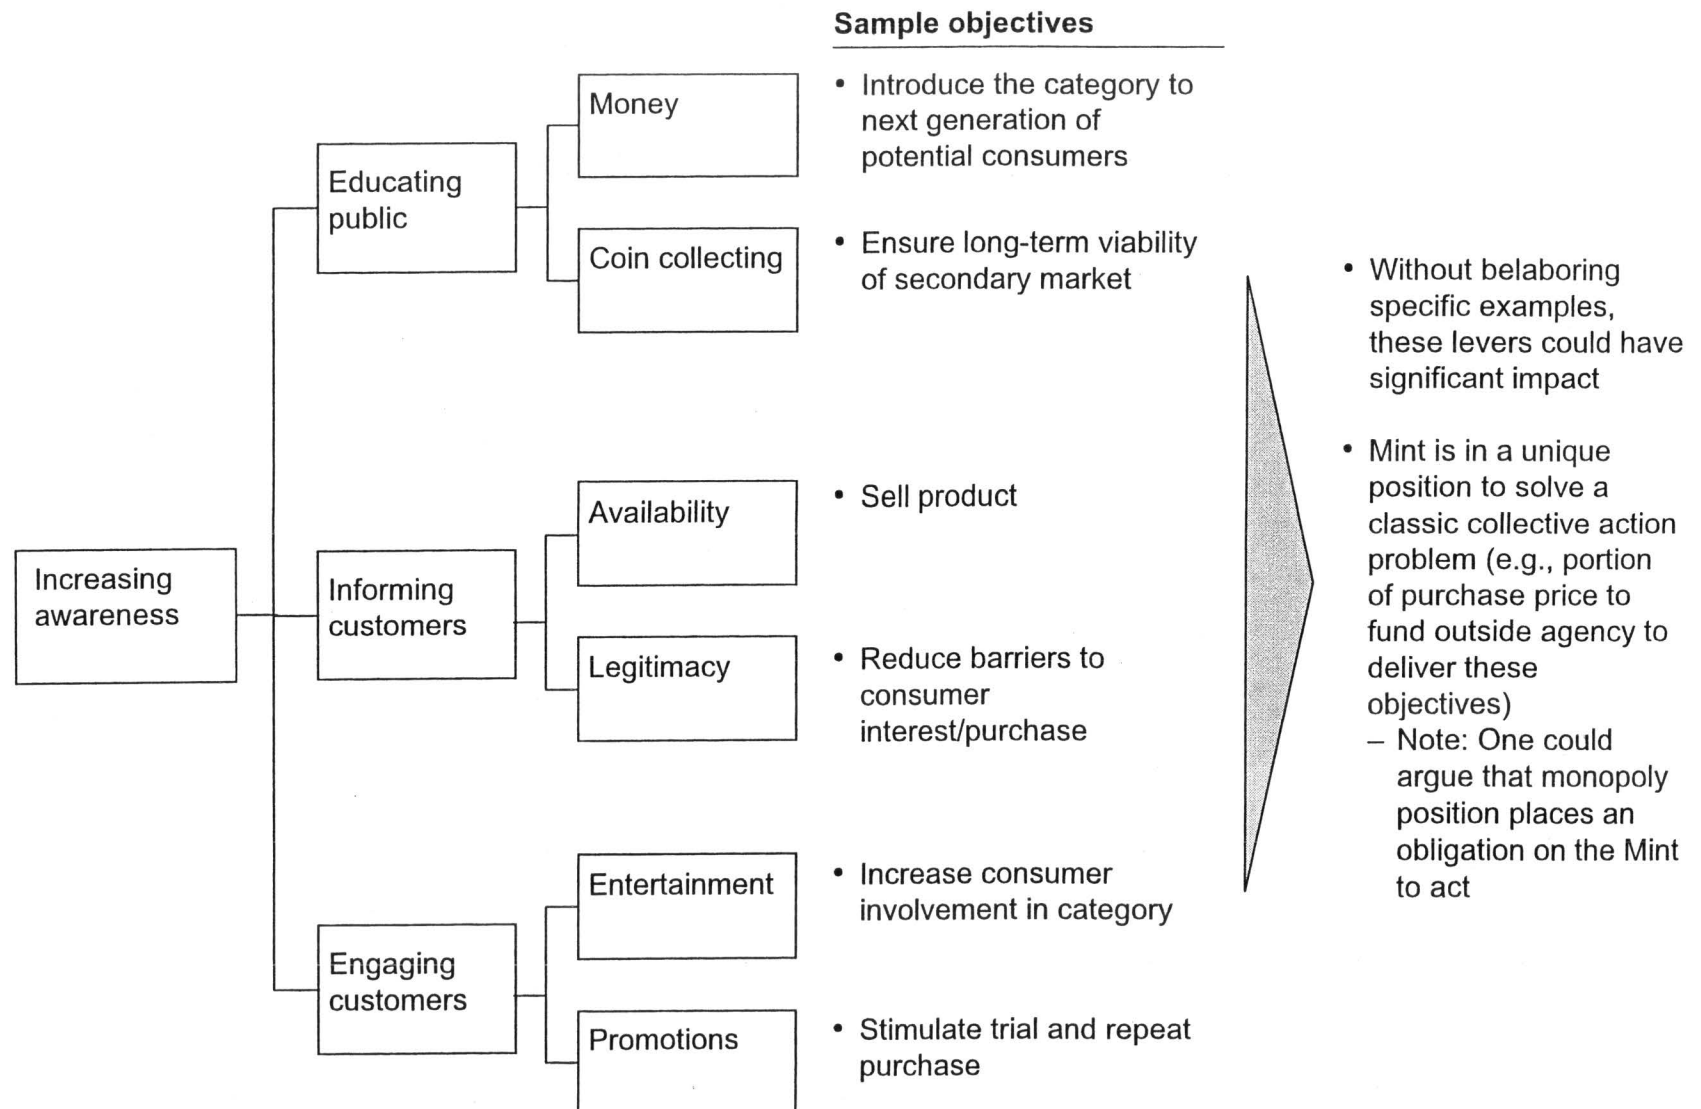 Sample objectives
Increasing
awareness
Educating
public
Money
• Introduce the category to
next generation of
potential consumers
Coin collecting
• Ensure long-term viability
of secondary market
Informing
customers
Availability
• Sell product
Legitimacy
• Reduce barriers to
consumer
interest/purchase
Engaging
customers
Entertainment
• Increase consumer
involvement in category
Promotions
• Stimulate trial and repeat
purchase
• Without belaboring
specific examples,
these levers could have
significant impact
• Mint is in a unique
position to solve a
classic collective action
problem (e.g., portion
of purchase price to
fund outside agency to
deliver these
objectives)
– Note: One could
argue that monopoly
position places an
obligation on the Mint
to act